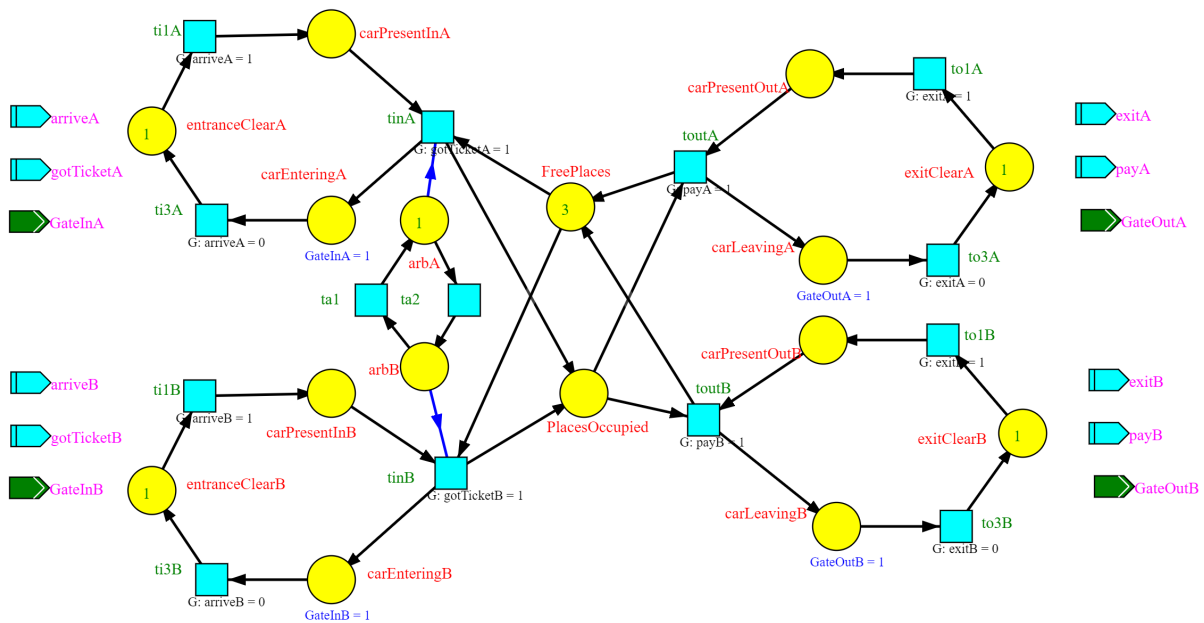 ti1A
carPresentInA
G: arriveA = 1
arriveA
entranceClearA
1
tinA
G: gotTicketA = 1
gotTicketA
carEnteringA
ti3A
GateInA
G: arriveA = 0
GateInA = 1
1
arbA
ta1
ta2
arbB
FreePlaces
3
to1A
carPresentOutA
G: exitA = 1
exitA
toutA
payA
G: payA = 1
exitClearA
1
GateOutA
carLeavingA
to3A
G: exitA = 0
GateOutA = 1
arriveB
ti1B
G: arriveB = 1
carPresentInB
gotTicketB
entranceClearB
1
GateInB
tinB
G: gotTicketB = 1
ti3B
carEnteringB
G: arriveB = 0
GateInB = 1
PlacesOccupied
to1B
carPresentOutB
G: exitB = 1
exitB
toutB
payB
G: payB = 1
exitClearB
1
GateOutB
carLeavingB
to3B
G: exitB = 0
GateOutB = 1